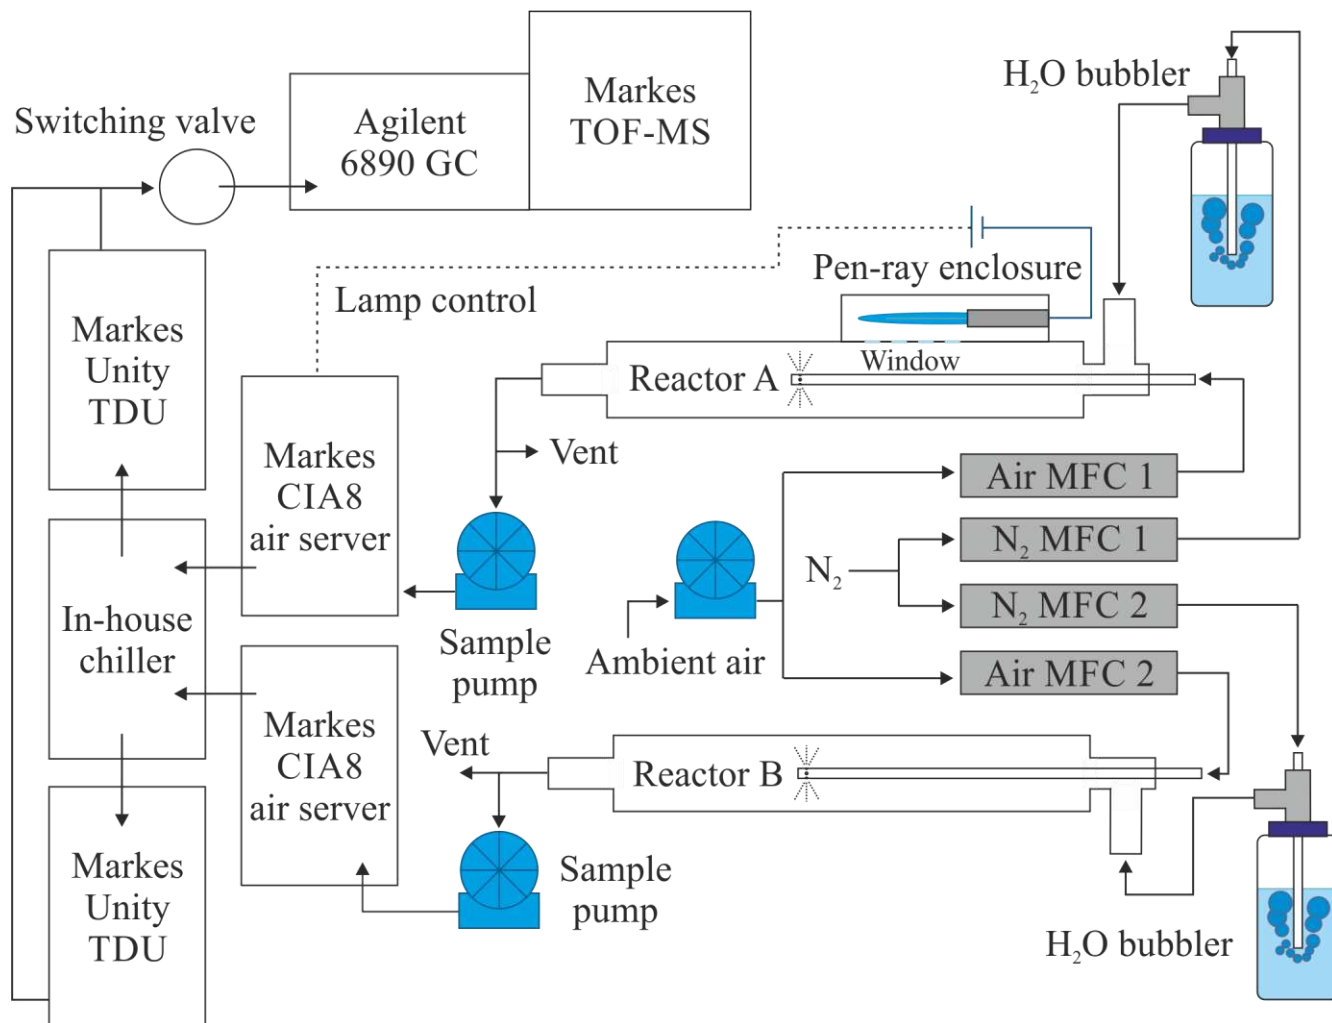 H₂O bubbler
Markes
TOF-MS
Agilent
6890 GC
Switching valve
Pen-ray enclosure
Lamp control
Markes
Unity
TDU
Window
Reactor A
Markes
CIA8
air server
Vent
Air MFC 1
N₂ MFC 1
N₂
N₂ MFC 2
Air MFC 2
Ambient air
Sample
pump
In-house
chiller
Markes
CIA8
air server
Vent
Reactor B
Sample
pump
Markes
Unity
TDU
H₂O bubbler